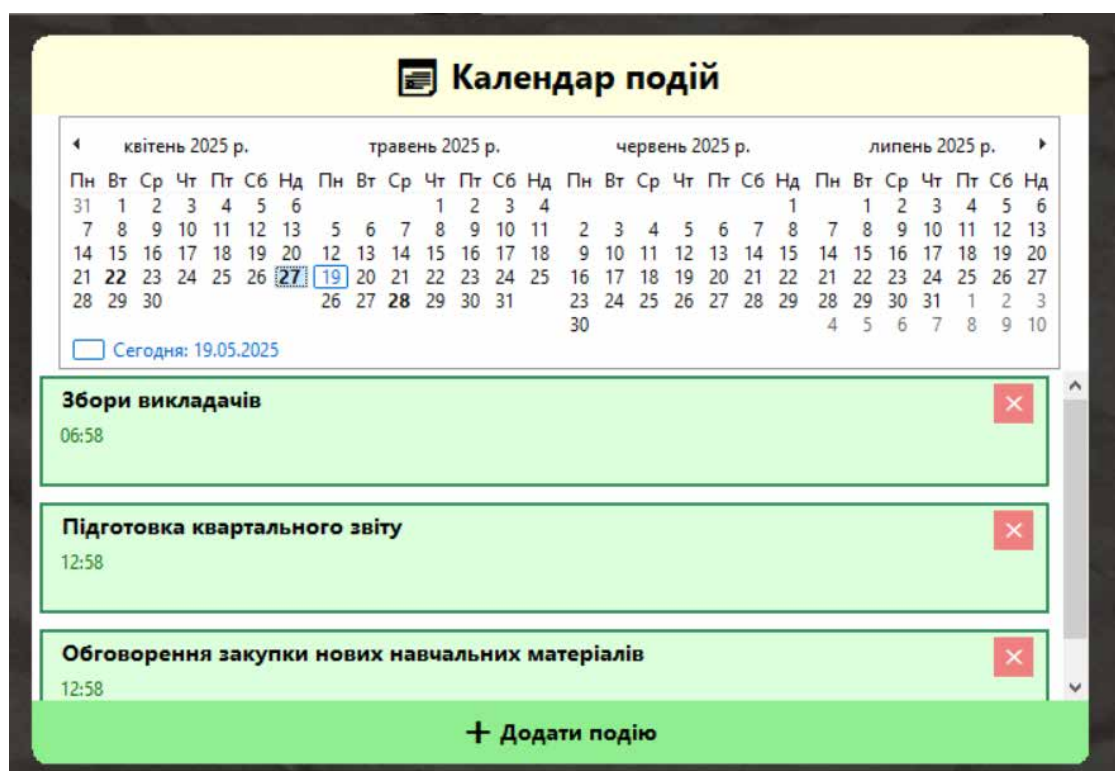 Календар подій
квітень 2025 р. травень 2025 р. червень 2025 р. липень 2025 р.
Пн Вт Ср Чт Пт Сб Нд Пн Вт Ср Чт Пт Сб Нд Пн Вт Ср Чт Пт Сб Нд Пн Вт Ср Чт Пт Сб Нд
31 1 2 3 4 5 6 1 2 3 4 1 1 2 3 4 5 6
7 8 9 10 11 12 13 5 6 7 8 9 10 11 2 3 4 5 6 7 8 7 8 9 10 11 12 13
14 15 16 17 18 19 20 12 13 14 15 16 17 18 9 10 11 12 13 14 15 14 15 16 17 18 19 20
21 22 23 24 25 26 27 19 20 21 22 23 24 25 16 17 18 19 20 21 22 21 22 23 24 25 26 27
28 29 30 26 27 28 29 30 31 23 24 25 26 27 28 29 28 29 30 31 1 2 3
30 4 5 6 7 8 9 10
Сегодня: 19.05.2025
Збори викладачів
06:58
Підготовка квартального звіту
12:58
Обговорення закупки нових навчальних матеріалів
12:58
+ Додати подію